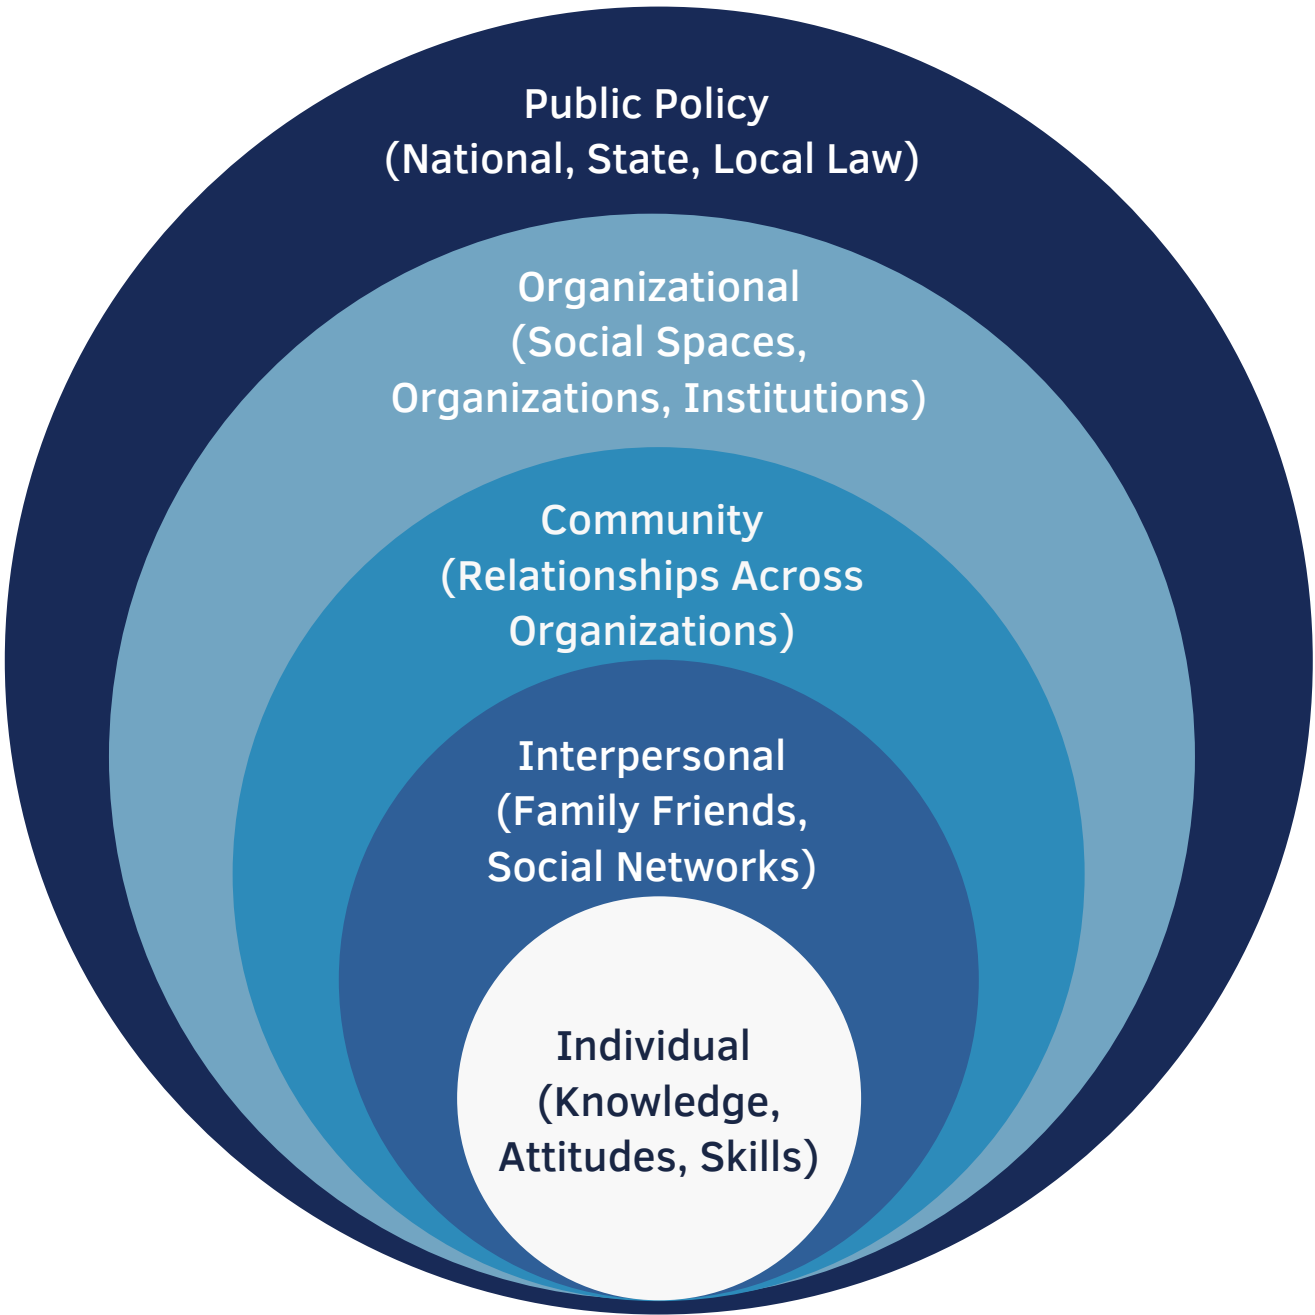 Public Policy
(National, State, Local Law)
Organizational
(Social Spaces,
Organizations, Institutions)
Community
(Relationships Across
Organizations)
Interpersonal
(Family Friends,
Social Networks)
Individual
(Knowledge,
Attitudes, Skills)